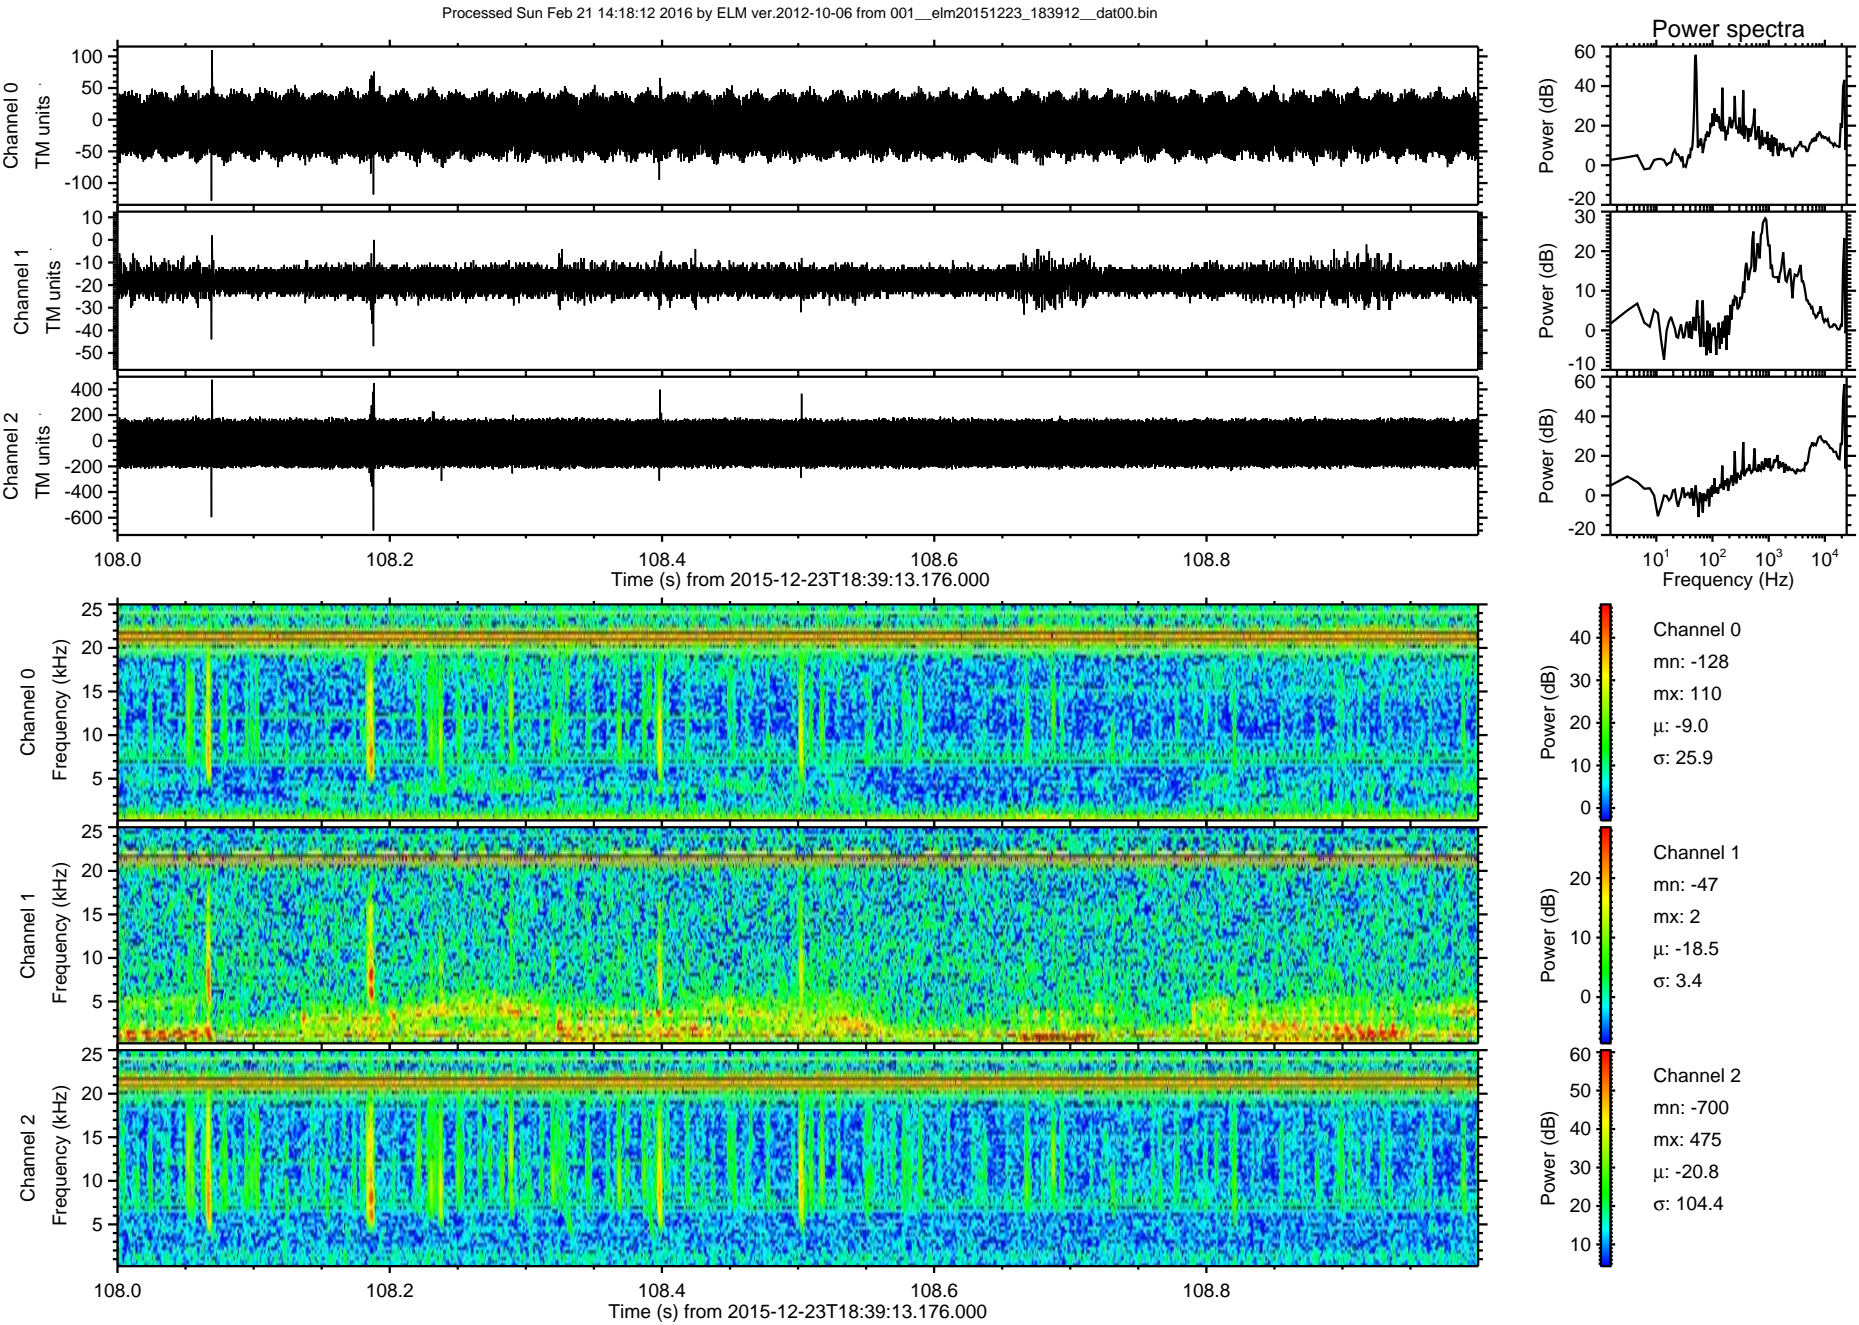 Processed Sun Feb 21 14:18:12 2016 by ELM ver.2012-10-06 from 001__elm20151223_183912__dat00.bin
Power spectra
Channel 0
TM units
100
50
0
-50
-100
Power (dB)
60
40
20
0
-20
Channel 1
TM units
10
0
-10
-20
-30
-40
-50
Power (dB)
30
20
10
0
-10
Channel 2
TM units
400
200
0
-200
-400
-600
Power (dB)
60
40
20
0
-20
108.0 108.2 108.4 108.6 108.8
Time (s) from 2015-12-23T18:39:13.176.000
10¹ 10² 10³ 10⁴
Frequency (Hz)
Channel 0
Frequency (kHz)
25
20
15
10
5
Power (dB)
40
30
20
10
0
Channel 0
mn: -128
mx: 110
μ: -9.0
σ: 25.9
Channel 1
Frequency (kHz)
25
20
15
10
5
Power (dB)
20
10
0
Channel 1
mn: -47
mx: 2
μ: -18.5
σ: 3.4
Channel 2
Frequency (kHz)
25
20
15
10
5
Power (dB)
60
50
40
30
20
10
Channel 2
mn: -700
mx: 475
μ: -20.8
σ: 104.4
108.0 108.2 108.4 108.6 108.8
Time (s) from 2015-12-23T18:39:13.176.000